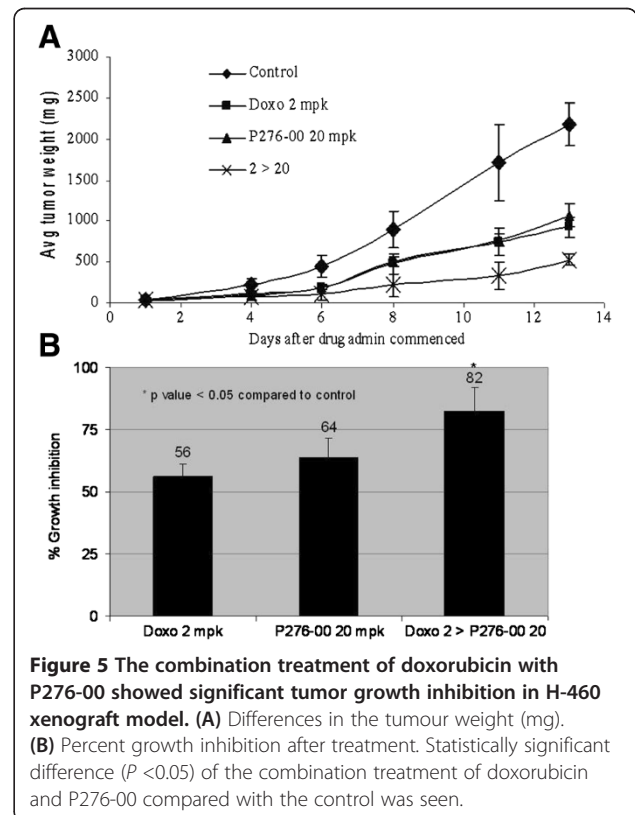 A
3000
2500
2000
1500
1000
500
0
Avg tumor weight (mg)
Control
Doxo 2 mpk
P276-00 20 mpk
2 > 20
0 2 4 6 8 10 12 14
Days after drug admin commenced
B
100
75
50
25
0
% Growth inhibition
* p value < 0.05 compared to control
56
64
*
82
Doxo 2 mpk P276-00 20 mpk Doxo 2 > P276-00 20
Figure 5 The combination treatment of doxorubicin with
P276-00 showed significant tumor growth inhibition in H-460
xenograft model. (A) Differences in the tumour weight (mg).
(B) Percent growth inhibition after treatment. Statistically significant
difference (P <0.05) of the combination treatment of doxorubicin
and P276-00 compared with the control was seen.